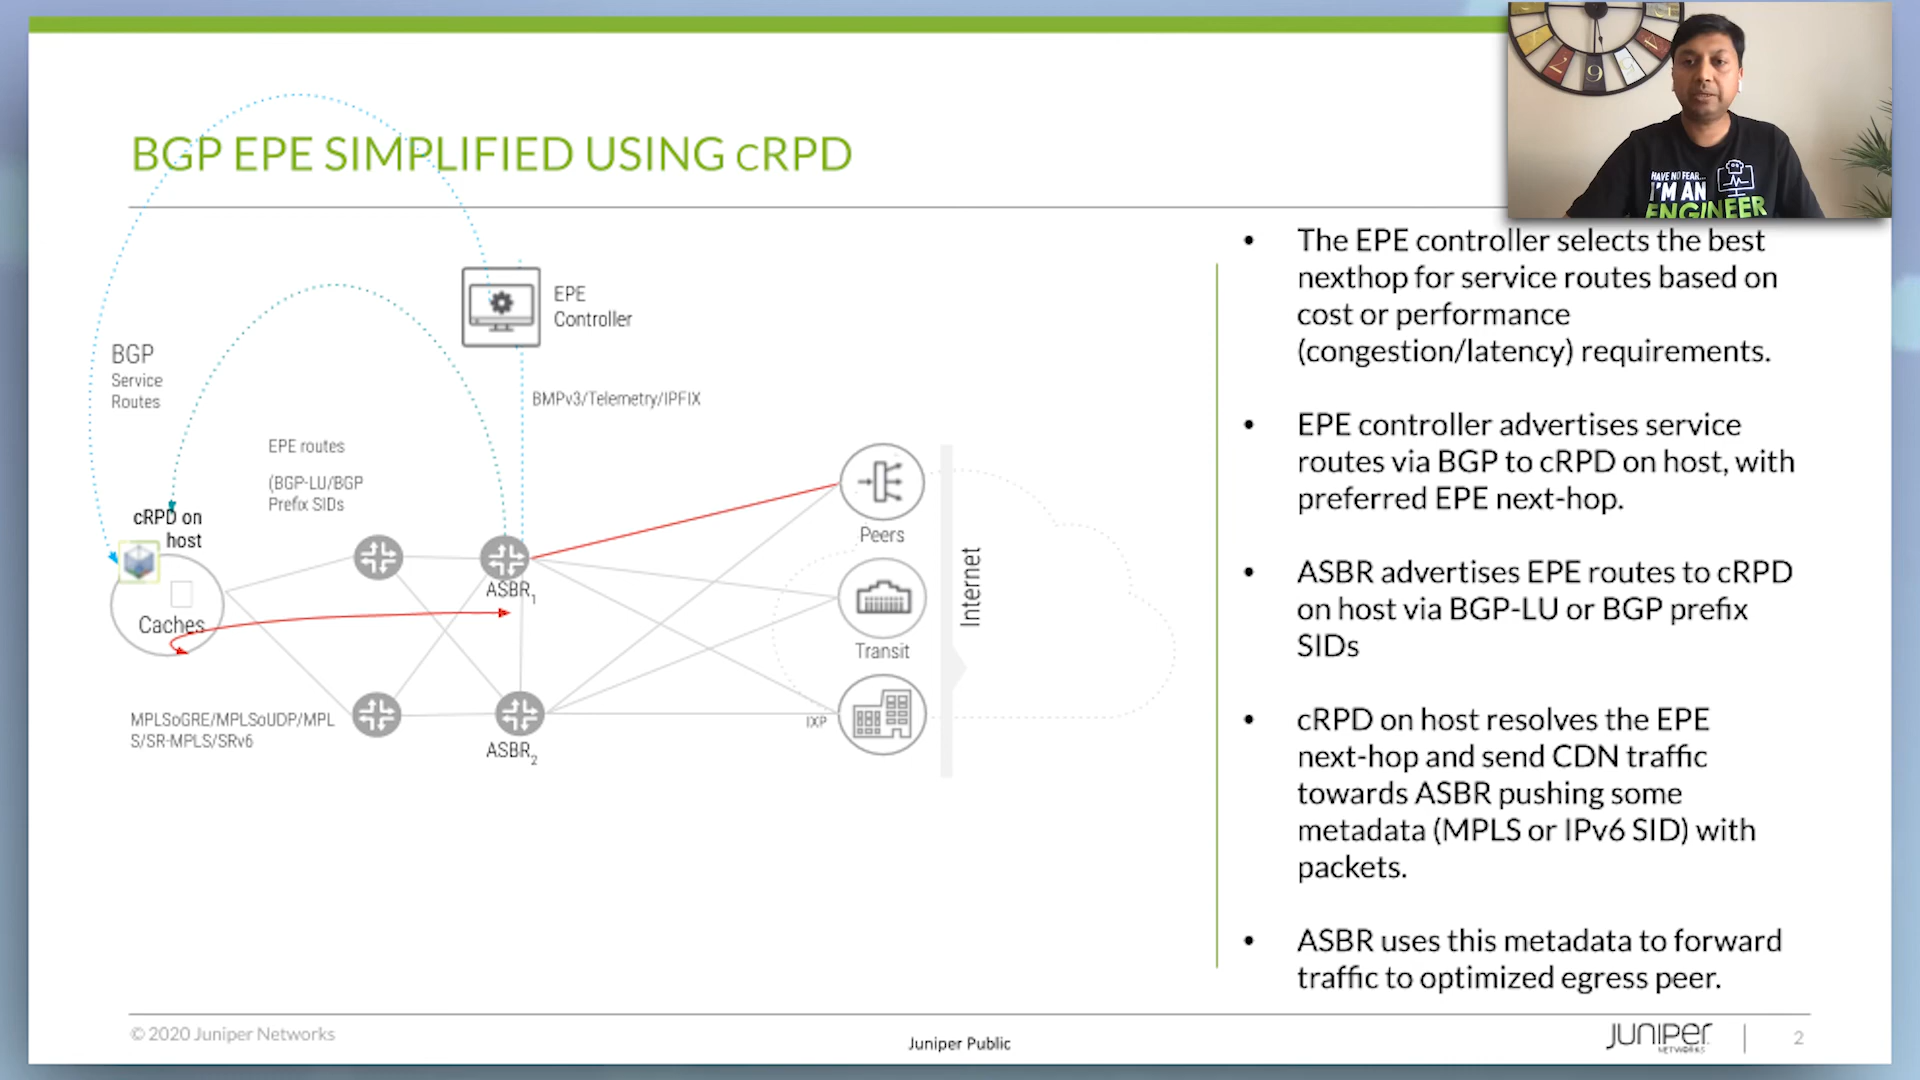 HAVE NO FEAR...
I'M AN
ENGINEER
BGP EPE SIMPLIFIED USING cRPD
EPE
Controller
BGP
Service
Routes
BMPv3/Telemetry/IPFIX
EPE routes
(BGP-LU/BGP
Prefix SIDs
cRPD on
host
Caches
ASBR1
ASBR2
MPLSoGRE/MPLSoUDP/MPL
S/SR-MPLS/SRv6
Peers
Transit
IXP
Internet
• The EPE controller selects the best
nexthop for service routes based on
cost or performance
(congestion/latency) requirements.
• EPE controller advertises service
routes via BGP to cRPD on host, with
preferred EPE next-hop.
• ASBR advertises EPE routes to cRPD
on host via BGP-LU or BGP prefix
SIDs
• cRPD on host resolves the EPE
next-hop and send CDN traffic
towards ASBR pushing some
metadata (MPLS or IPv6 SID) with
packets.
• ASBR uses this metadata to forward
traffic to optimized egress peer.
© 2020 Juniper Networks
Juniper Public
JUNIPER
NETWORKS
2